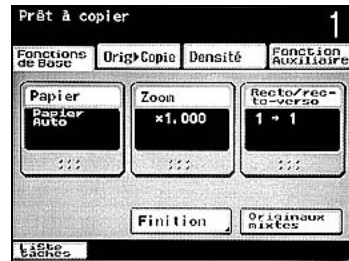 Prêt à copier 1
Fonctions de Base
Orig▸Copie
Densité
Fonction Auxiliaire
Papier
Papier Auto
Zoom
×1.000
Recto/rec-
to-verso
1 → 1
Finition
Originaux mixtes
Liste tâches